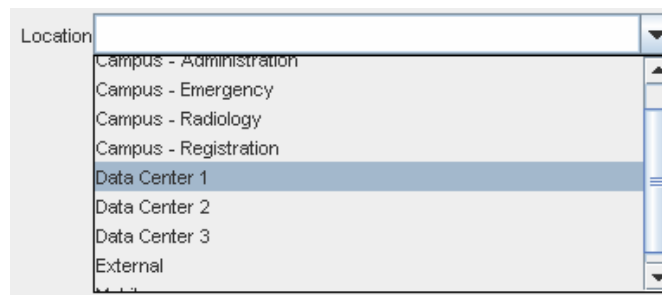 Location
Campus - Administration
Campus - Emergency
Campus - Radiology
Campus - Registration
Data Center 1
Data Center 2
Data Center 3
External